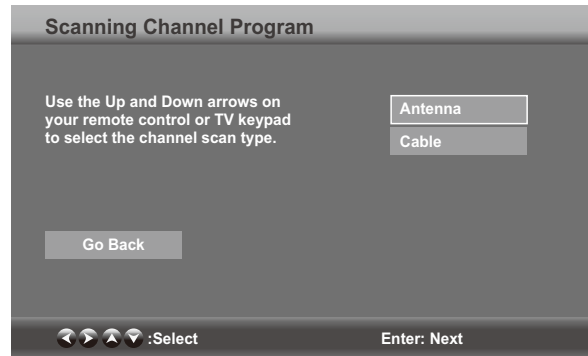 Scanning Channel Program
Use the Up and Down arrows on
your remote control or TV keypad
to select the channel scan type.
Antenna
Cable
Go Back
:Select
Enter: Next